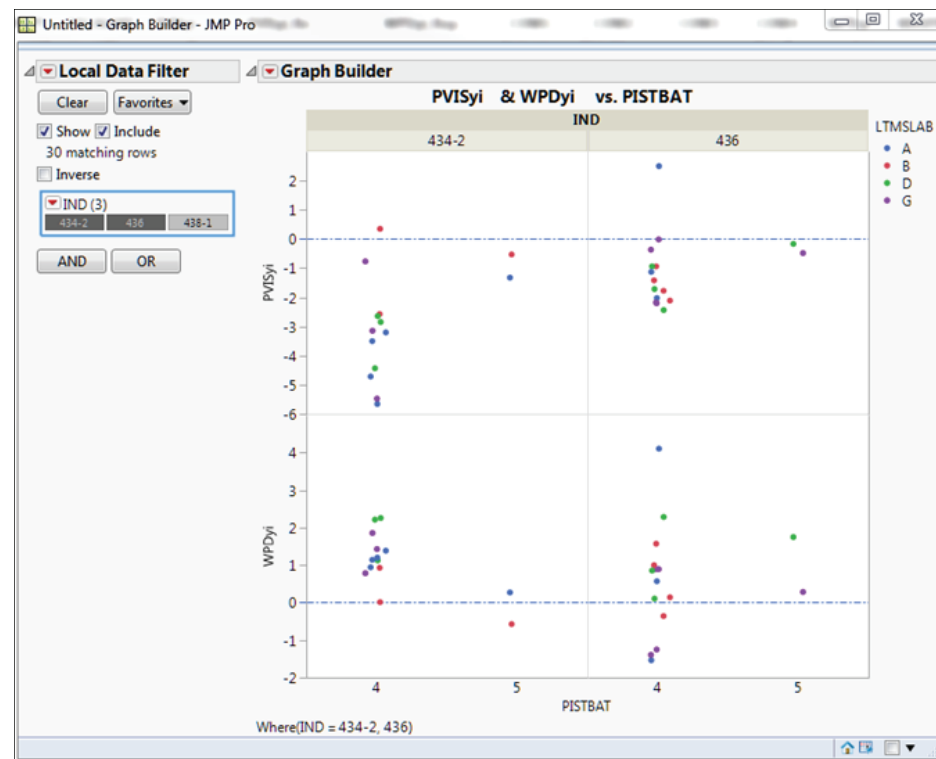 Untitled - Graph Builder - JMP Pro
Local Data Filter
Clear
Favorites
Show
Include
30 matching rows
Inverse
IND (3)
434-2
436
438-1
AND
OR
Graph Builder
PVISyi & WPDyi vs. PISTBAT
IND
434-2
436
LTMSLAB
A
B
D
G
PVISyi
2
1
0
-1
-2
-3
-4
-5
-6
WPDyi
4
3
2
1
0
-1
-2
4
5
4
5
PISTBAT
Where(IND = 434-2, 436)